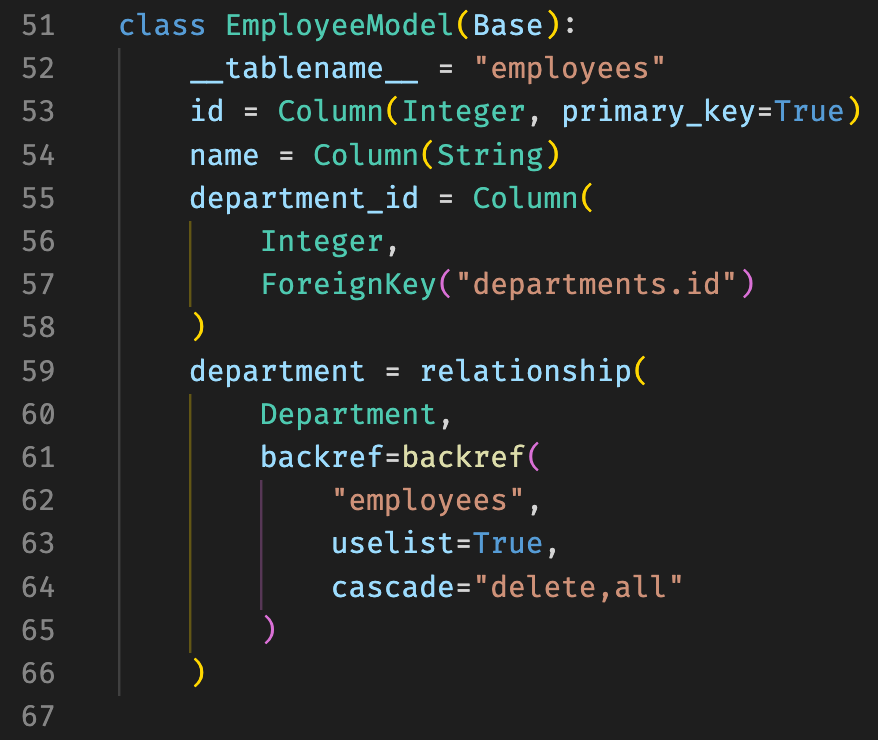 51 class EmployeeModel(Base):
52     __tablename__ = "employees"
53     id = Column(Integer, primary_key=True)
54     name = Column(String)
55     department_id = Column(
56         Integer,
57         ForeignKey("departments.id")
58     )
59     department = relationship(
60         Department,
61         backref=backref(
62             "employees",
63             uselist=True,
64             cascade="delete,all"
65         )
66     )
67